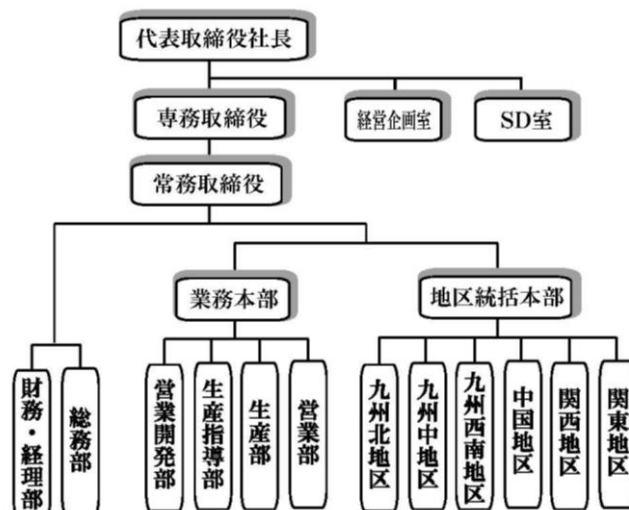 代表取締役社長
専務取締役
経営企画室
SD室
常務取締役
業務本部
地区統括本部
財務・経理部
総務部
営業開発部
生産指導部
生産部
営業部
九州北地区
九州中地区
九州西南地区
中国地区
関西地区
関東地区